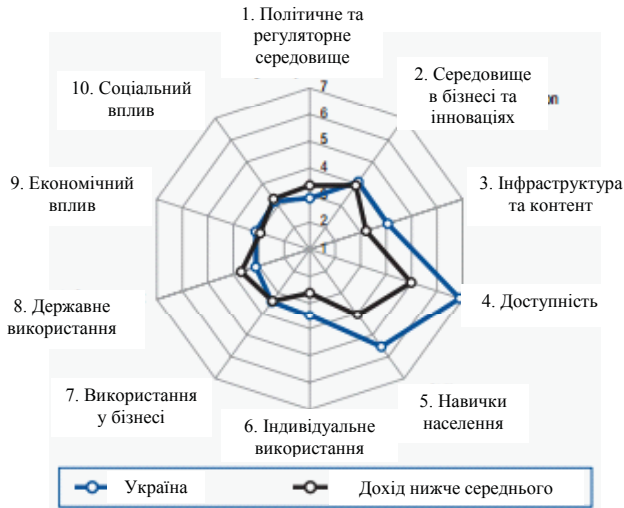 1. Політичне та
регуляторне
середовище
10. Соціальний
вплив
2. Середовище
в бізнесі та
інноваціях
on
9. Економічний
вплив
3. Інфраструктура
та контент
7
6
5
4
3
2
1
8. Державне
використання
4. Доступність
7. Використання
у бізнесі
6. Індивідуальне
використання
5. Навички
населення
Україна
Дохід нижче середнього